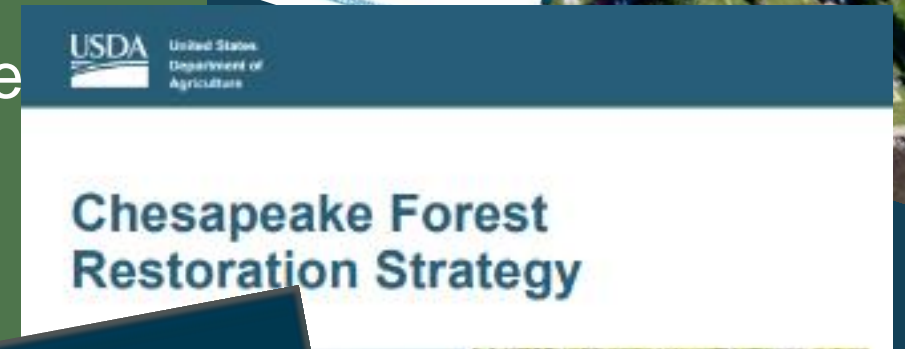 e
USDA
United States
Department of
Agriculture
Chesapeake Forest
Restoration Strategy